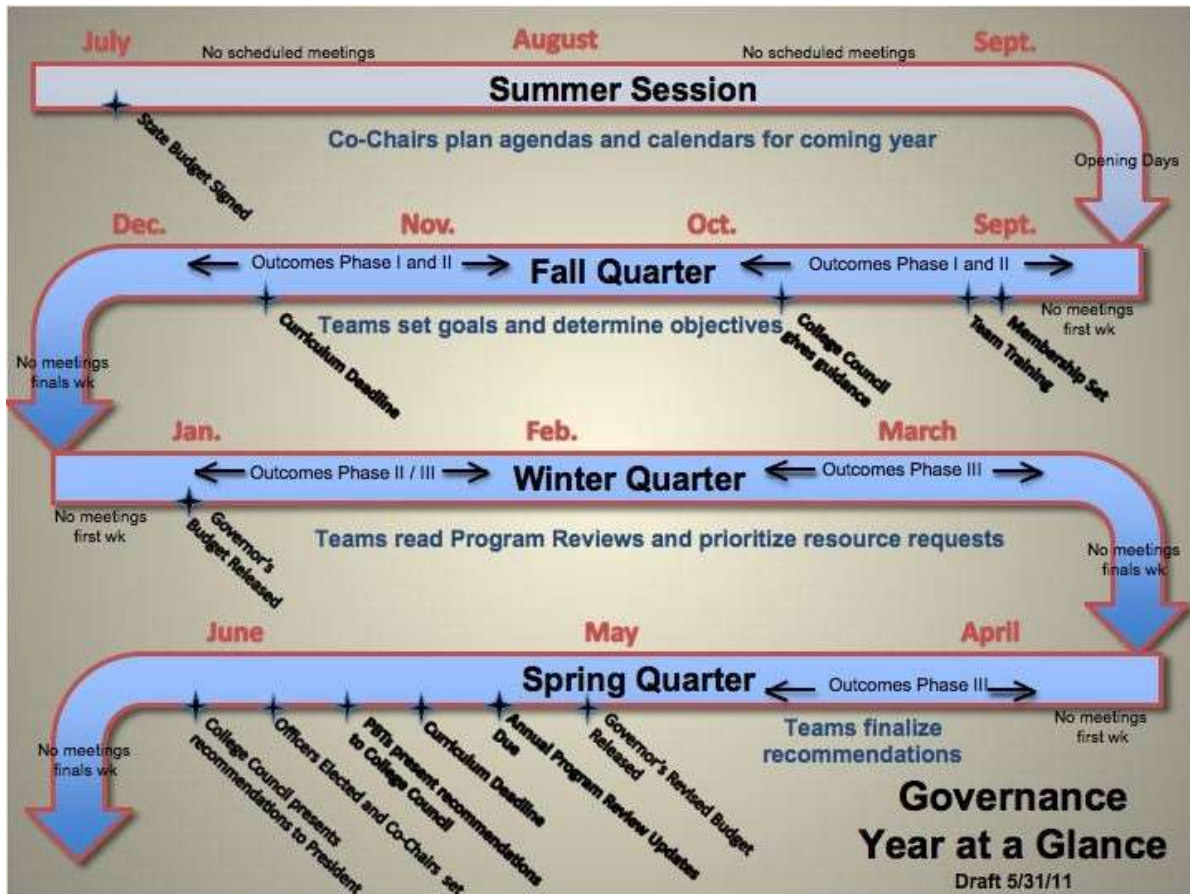 July
August
Sept.
No scheduled meetings
No scheduled meetings
Summer Session
State Budget Signed
Co-Chairs plan agendas and calendars for coming year
Opening Days
Dec.
Nov.
Oct.
Sept.
Outcomes Phase I and II
Fall Quarter
Outcomes Phase I and II
Curriculum Deadline
Teams set goals and determine objectives
College Council
gives guidance
Team Training
Membership Set
No meetings
first wk
No meetings
finals wk
Jan.
Feb.
March
Outcomes Phase II / III
Winter Quarter
Outcomes Phase III
No meetings
first wk
Governor's
Budget Released
Teams read Program Reviews and prioritize resource requests
No meetings
finals wk
June
May
April
Spring Quarter
Outcomes Phase III
No meetings
finals wk
College Council presents
recommendations to President
Officers Elected and Co-Chairs set
PBTs present recommendations
to College Council
Curriculum Deadline
Annual Program Review Updates
Due
Governor's Revised Budget
Released
Teams finalize
recommendations
No meetings
first wk
Governance
Year at a Glance
Draft 5/31/11